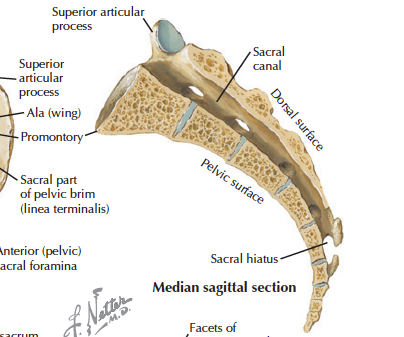 Superior articular
process
Sacral
canal
Superior
articular
process
Ala (wing)
Promontory
Dorsal surface
Pelvic surface
Sacral part
of pelvic brim
(linea terminalis)
Anterior (pelvic)
sacral foramina
Sacral hiatus
Median sagittal section
f. Netter
M.D.
sacrum
Facets of